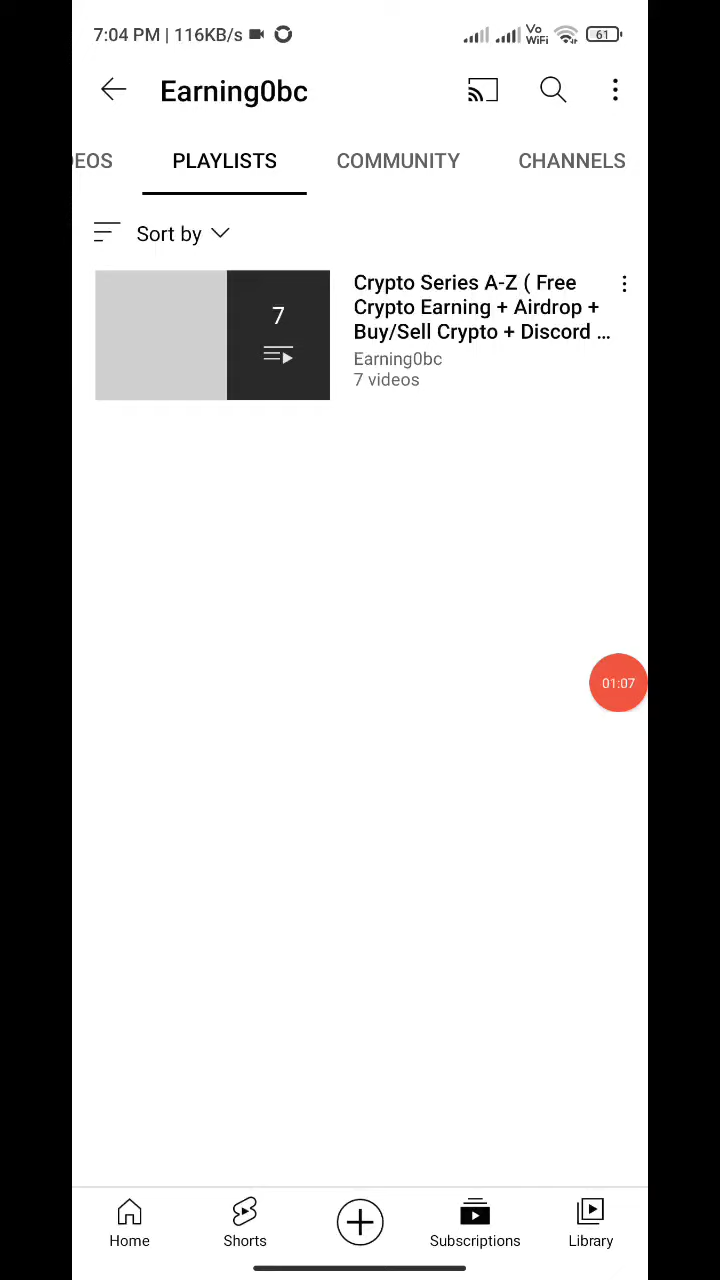 7:04 PM | 116KB/s
Vo
WiFi
61
Earning0bc
EOS
PLAYLISTS
COMMUNITY
CHANNELS
Sort by
7
Crypto Series A-Z ( Free
Crypto Earning + Airdrop +
Buy/Sell Crypto + Discord ...
Earning0bc
7 videos
01:07
Home
Shorts
Subscriptions
Library